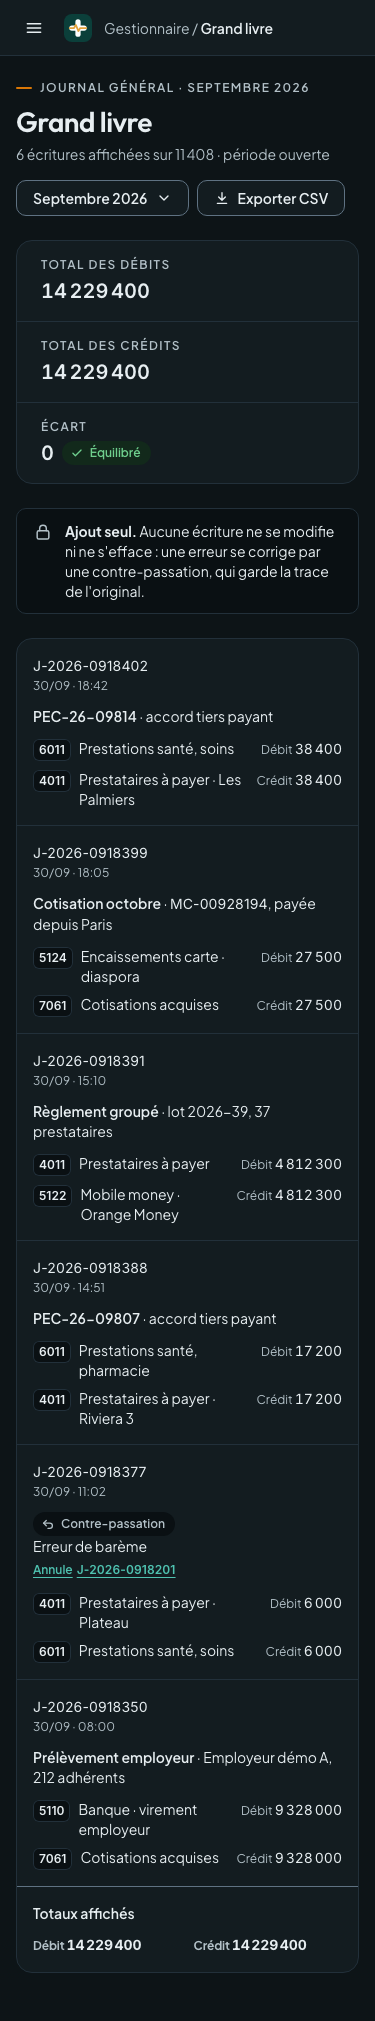 Gestionnaire / Grand livre
JOURNAL GÉNÉRAL · SEPTEMBRE 2026
Grand livre
6 écritures affichées sur 11 408 · période ouverte
Septembre 2026
Exporter CSV
TOTAL DES DÉBITS
14 229 400
TOTAL DES CRÉDITS
14 229 400
ÉCART
0 Équilibré
Ajout seul. Aucune écriture ne se modifie
ni ne s'efface : une erreur se corrige par
une contre-passation, qui garde la trace
de l'original.
J-2026-0918402
30/09 · 18:42
PEC-26-09814 · accord tiers payant
6011 Prestations santé, soins Débit 38 400
4011 Prestataires à payer · Les Crédit 38 400
Palmiers
J-2026-0918399
30/09 · 18:05
Cotisation octobre · MC-00928194, payée
depuis Paris
5124 Encaissements carte · Débit 27 500
diaspora
7061 Cotisations acquises Crédit 27 500
J-2026-0918391
30/09 · 15:10
Règlement groupé · lot 2026-39, 37
prestataires
4011 Prestataires à payer Débit 4 812 300
5122 Mobile money · Crédit 4 812 300
Orange Money
J-2026-0918388
30/09 · 14:51
PEC-26-09807 · accord tiers payant
6011 Prestations santé, Débit 17 200
pharmacie
4011 Prestataires à payer · Crédit 17 200
Riviera 3
J-2026-0918377
30/09 · 11:02
Contre-passation
Erreur de barème
Annule J-2026-0918201
4011 Prestataires à payer · Débit 6 000
Plateau
6011 Prestations santé, soins Crédit 6 000
J-2026-0918350
30/09 · 08:00
Prélèvement employeur · Employeur démo A,
212 adhérents
5110 Banque · virement Débit 9 328 000
employeur
7061 Cotisations acquises Crédit 9 328 000
Totaux affichés
Débit 14 229 400 Crédit 14 229 400